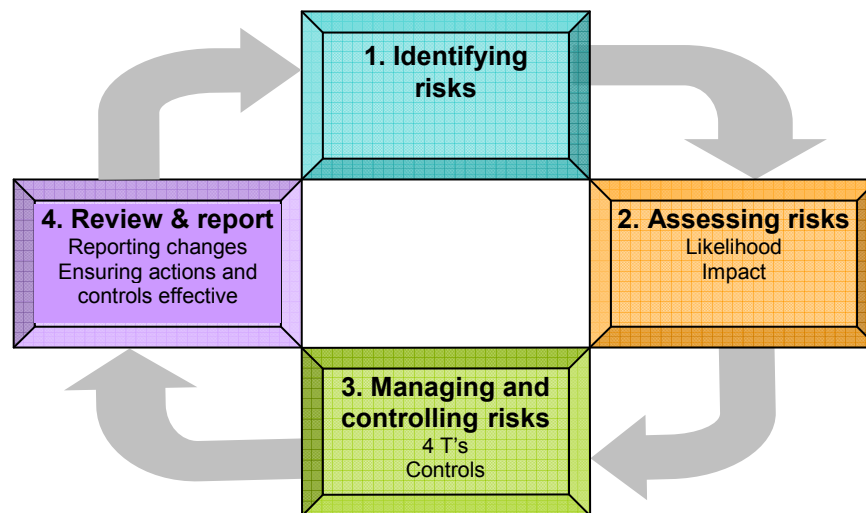 1. Identifying
risks
2. Assessing risks
Likelihood
Impact
3. Managing and
controlling risks
4 T's
Controls
4. Review & report
Reporting changes
Ensuring actions and
controls effective